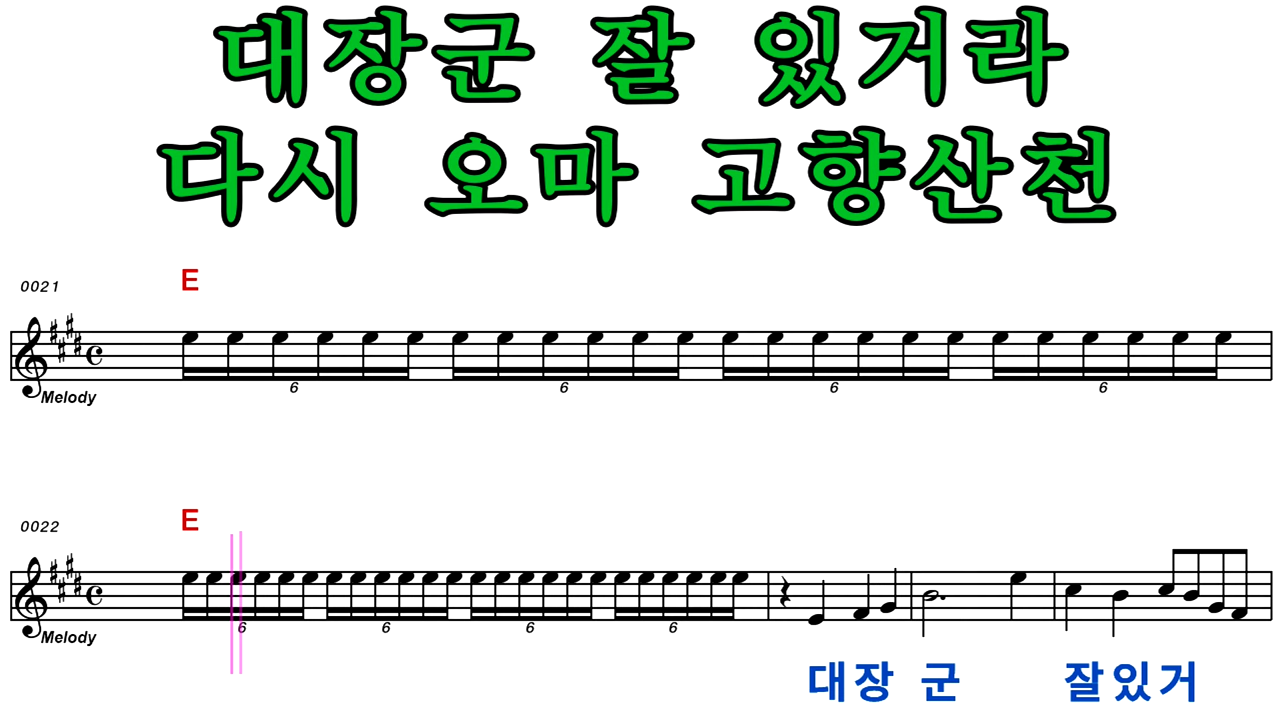 대장군 잘 있거라
다시 오마 고향산천
0021 E
Melody
6 6 6 6
0022 E
Melody
6 6 6 6
대장 군 잘있거